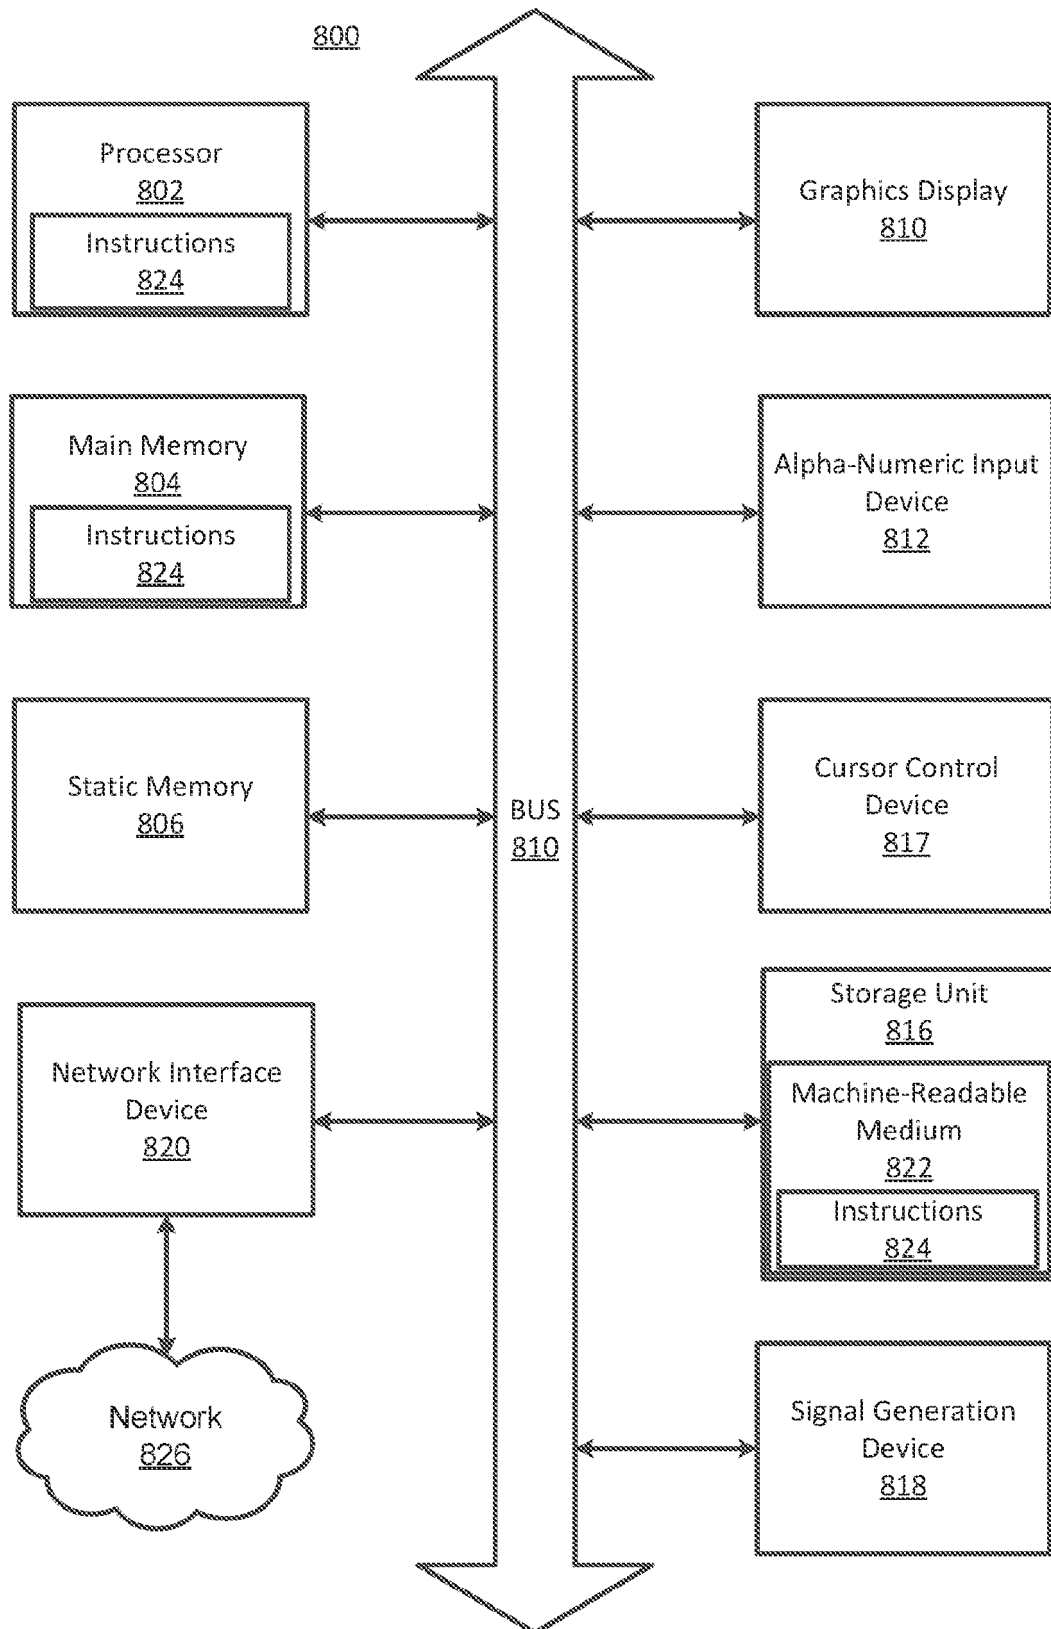 800
Processor
802
Instructions
824
Main Memory
804
Instructions
824
Static Memory
806
Network Interface
Device
820
Network
826
BUS
810
Graphics Display
810
Alpha-Numeric Input
Device
812
Cursor Control
Device
817
Storage Unit
816
Machine-Readable
Medium
822
Instructions
824
Signal Generation
Device
818